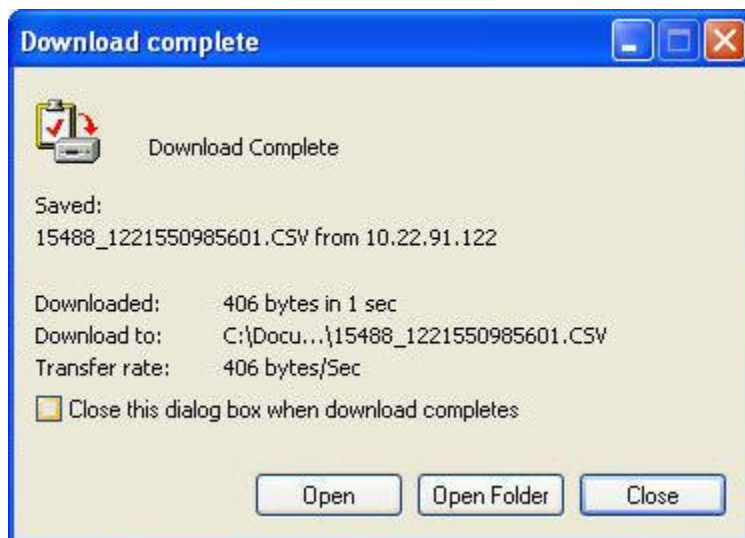 Download complete
Download Complete
Saved:
15488_1221550985601.CSV from 10.22.91.122
Downloaded: 406 bytes in 1 sec
Download to: C:\Docu...\15488_1221550985601.CSV
Transfer rate: 406 bytes/Sec
Close this dialog box when download completes
Open Open Folder Close